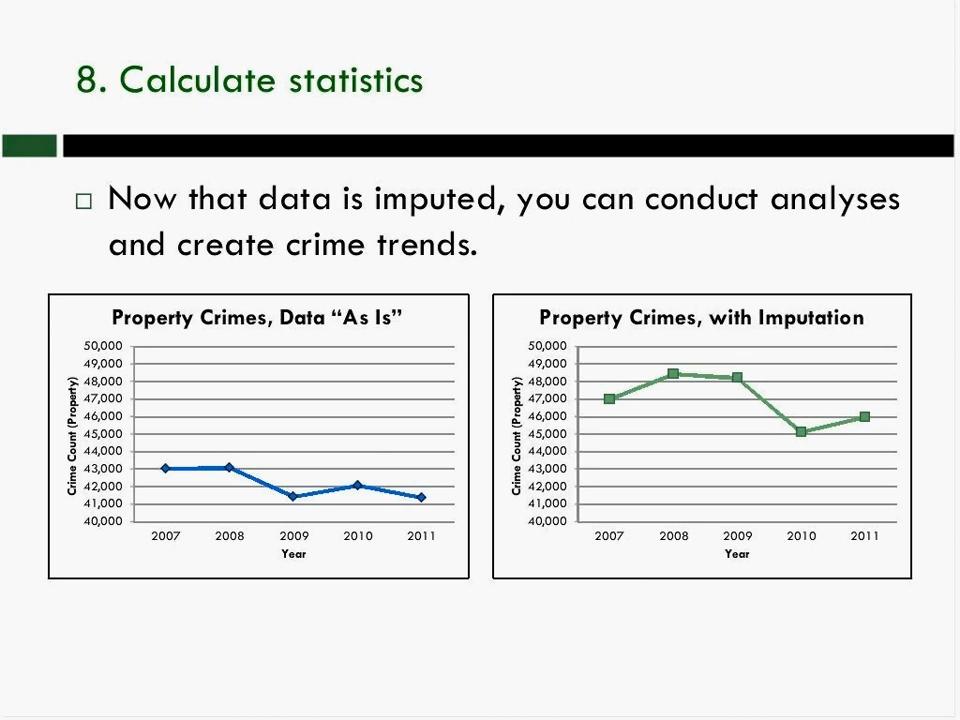 8. Calculate statistics
Now that data is imputed, you can conduct analyses
and create crime trends.
Property Crimes, Data “As Is”
50,000
49,000
48,000
47,000
46,000
45,000
44,000
43,000
42,000
41,000
40,000
Crime Count (Property)
2007 2008 2009 2010 2011
Year
Property Crimes, with Imputation
50,000
49,000
48,000
47,000
46,000
45,000
44,000
43,000
42,000
41,000
40,000
Crime Count (Property)
2007 2008 2009 2010 2011
Year